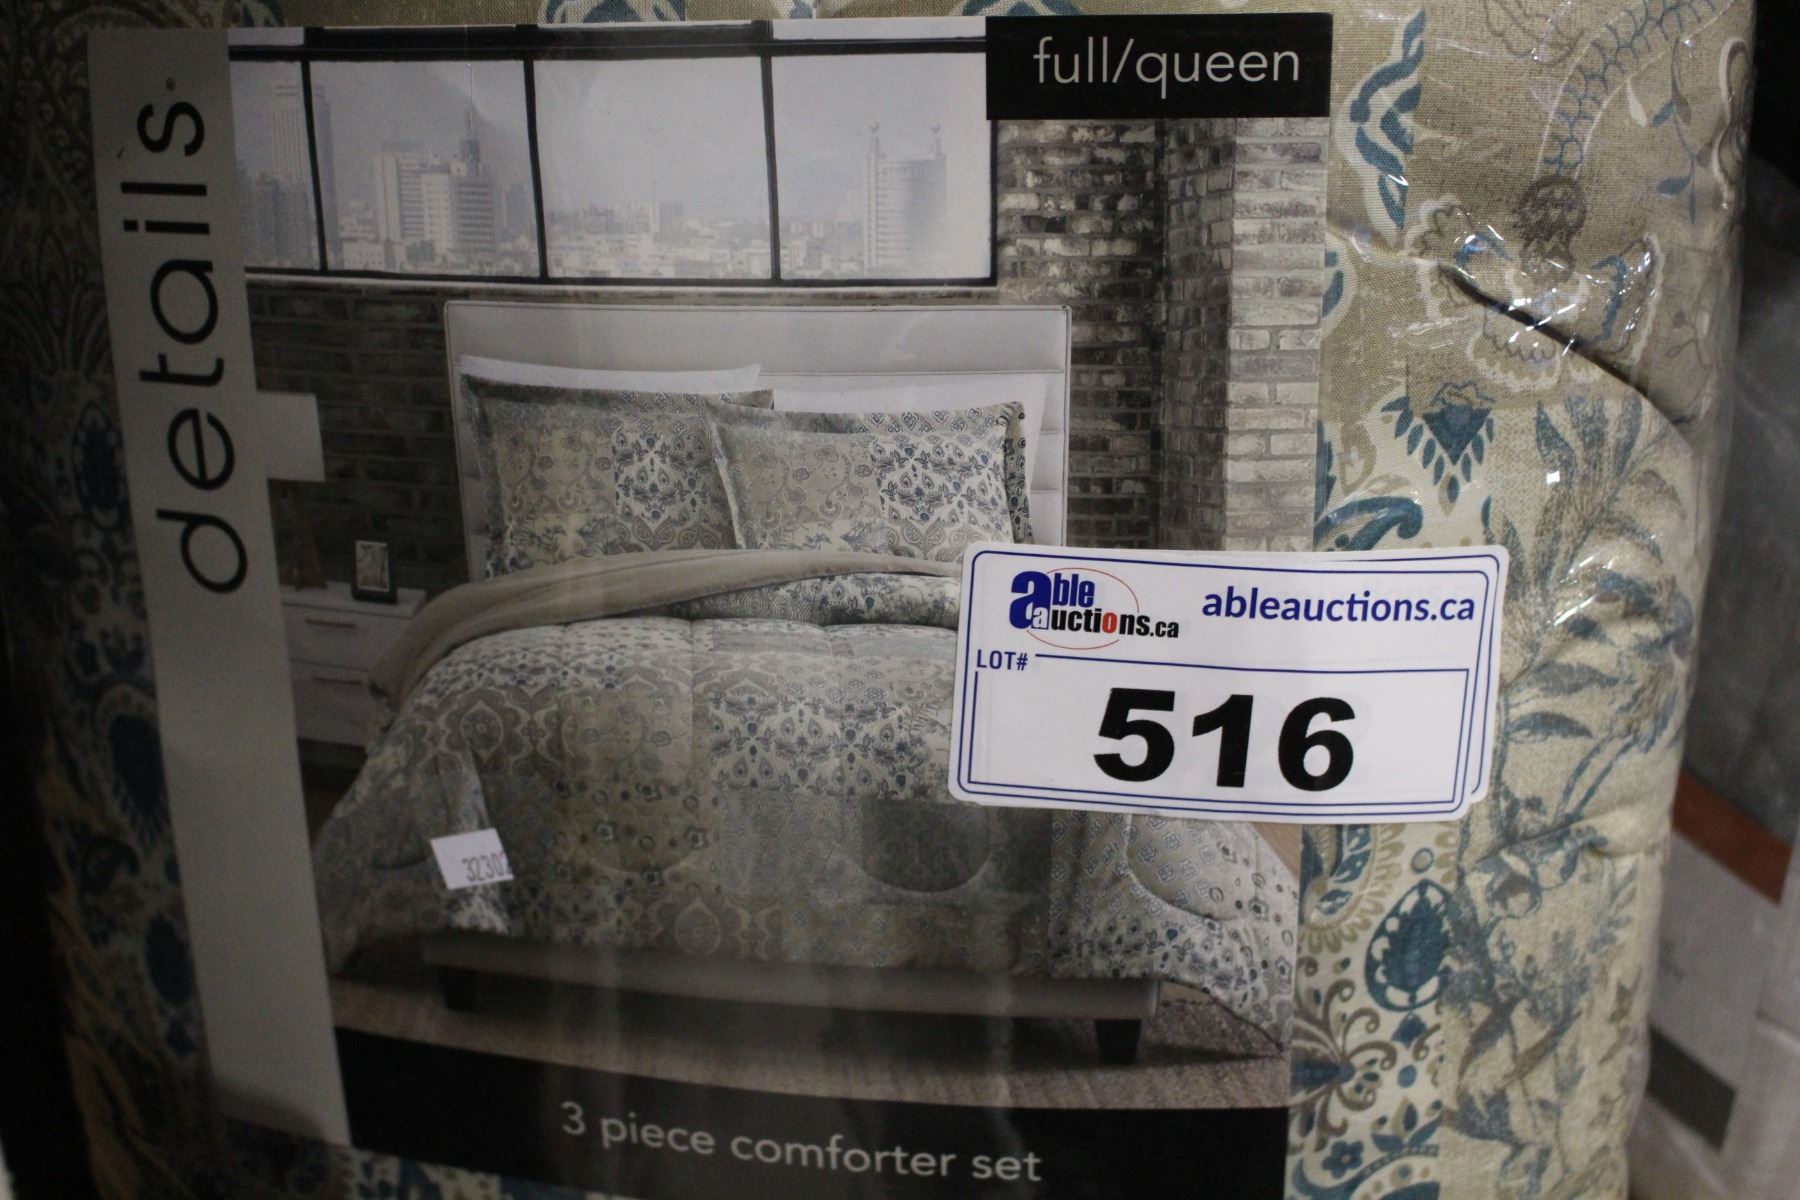 details
full/queen
able auctions.ca
ableauctions.ca
LOT#
516
3 piece comforter set